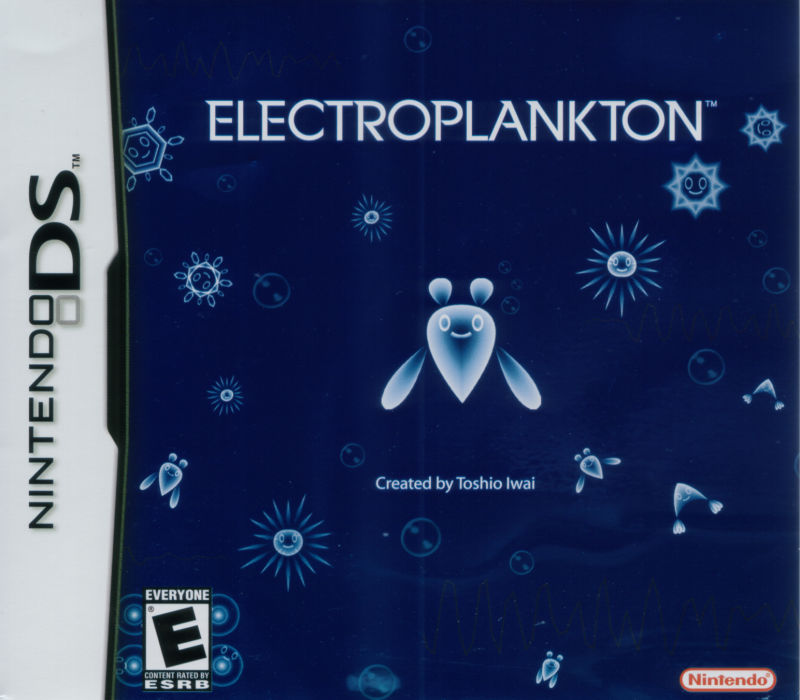 NINTENDO DS™
ELECTROPLANKTON™
Created by Toshio Iwai
EVERYONE
®
E
CONTENT RATED BY
ESRB
Nintendo®